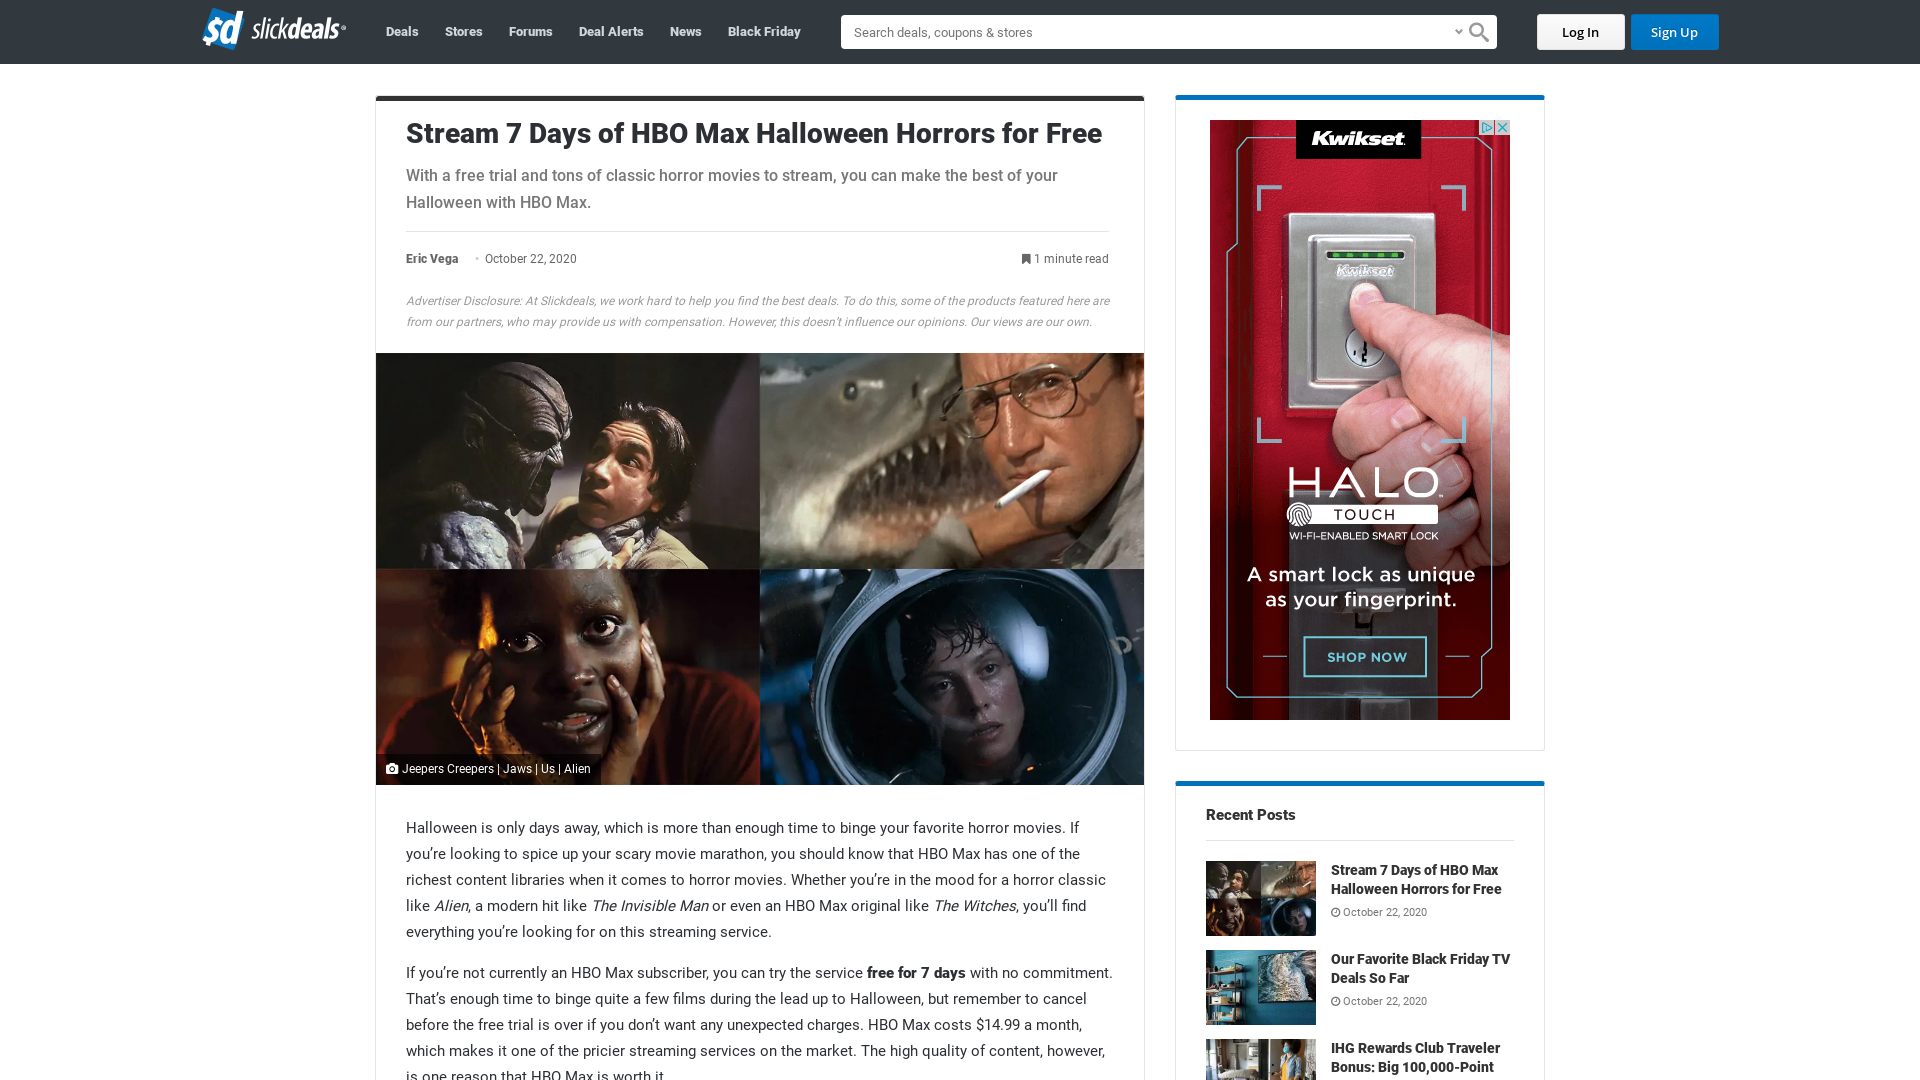 $d slickdeals
Deals
Stores
Forums
Deal Alerts
News
Black Friday
Search deals, coupons & stores
Log In
Sign Up
Stream 7 Days of HBO Max Halloween Horrors for Free
With a free trial and tons of classic horror movies to stream, you can make the best of your
Halloween with HBO Max.
Eric Vega • October 22, 2020
1 minute read
Advertiser Disclosure: At Slickdeals, we work hard to help you find the best deals. To do this, some of the products featured here are
from our partners, who may provide us with compensation. However, this doesn’t influence our opinions. Our views are our own.
Jeepers Creepers | Jaws | Us | Alien
Halloween is only days away, which is more than enough time to binge your favorite horror movies. If
you’re looking to spice up your scary movie marathon, you should know that HBO Max has one of the
richest content libraries when it comes to horror movies. Whether you’re in the mood for a horror classic
like Alien, a modern hit like The Invisible Man or even an HBO Max original like The Witches, you’ll find
everything you’re looking for on this streaming service.
If you’re not currently an HBO Max subscriber, you can try the service free for 7 days with no commitment.
That’s enough time to binge quite a few films during the lead up to Halloween, but remember to cancel
before the free trial is over if you don’t want any unexpected charges. HBO Max costs $14.99 a month,
which makes it one of the pricier streaming services on the market. The high quality of content, however,
is one reason that HBO Max is worth it.
Kwikset
Kwikset
HALO™
TOUCH
WI-FI-ENABLED SMART LOCK
A smart lock as unique
as your fingerprint.
SHOP NOW
Recent Posts
Stream 7 Days of HBO Max
Halloween Horrors for Free
October 22, 2020
Our Favorite Black Friday TV
Deals So Far
October 22, 2020
IHG Rewards Club Traveler
Bonus: Big 100,000-Point